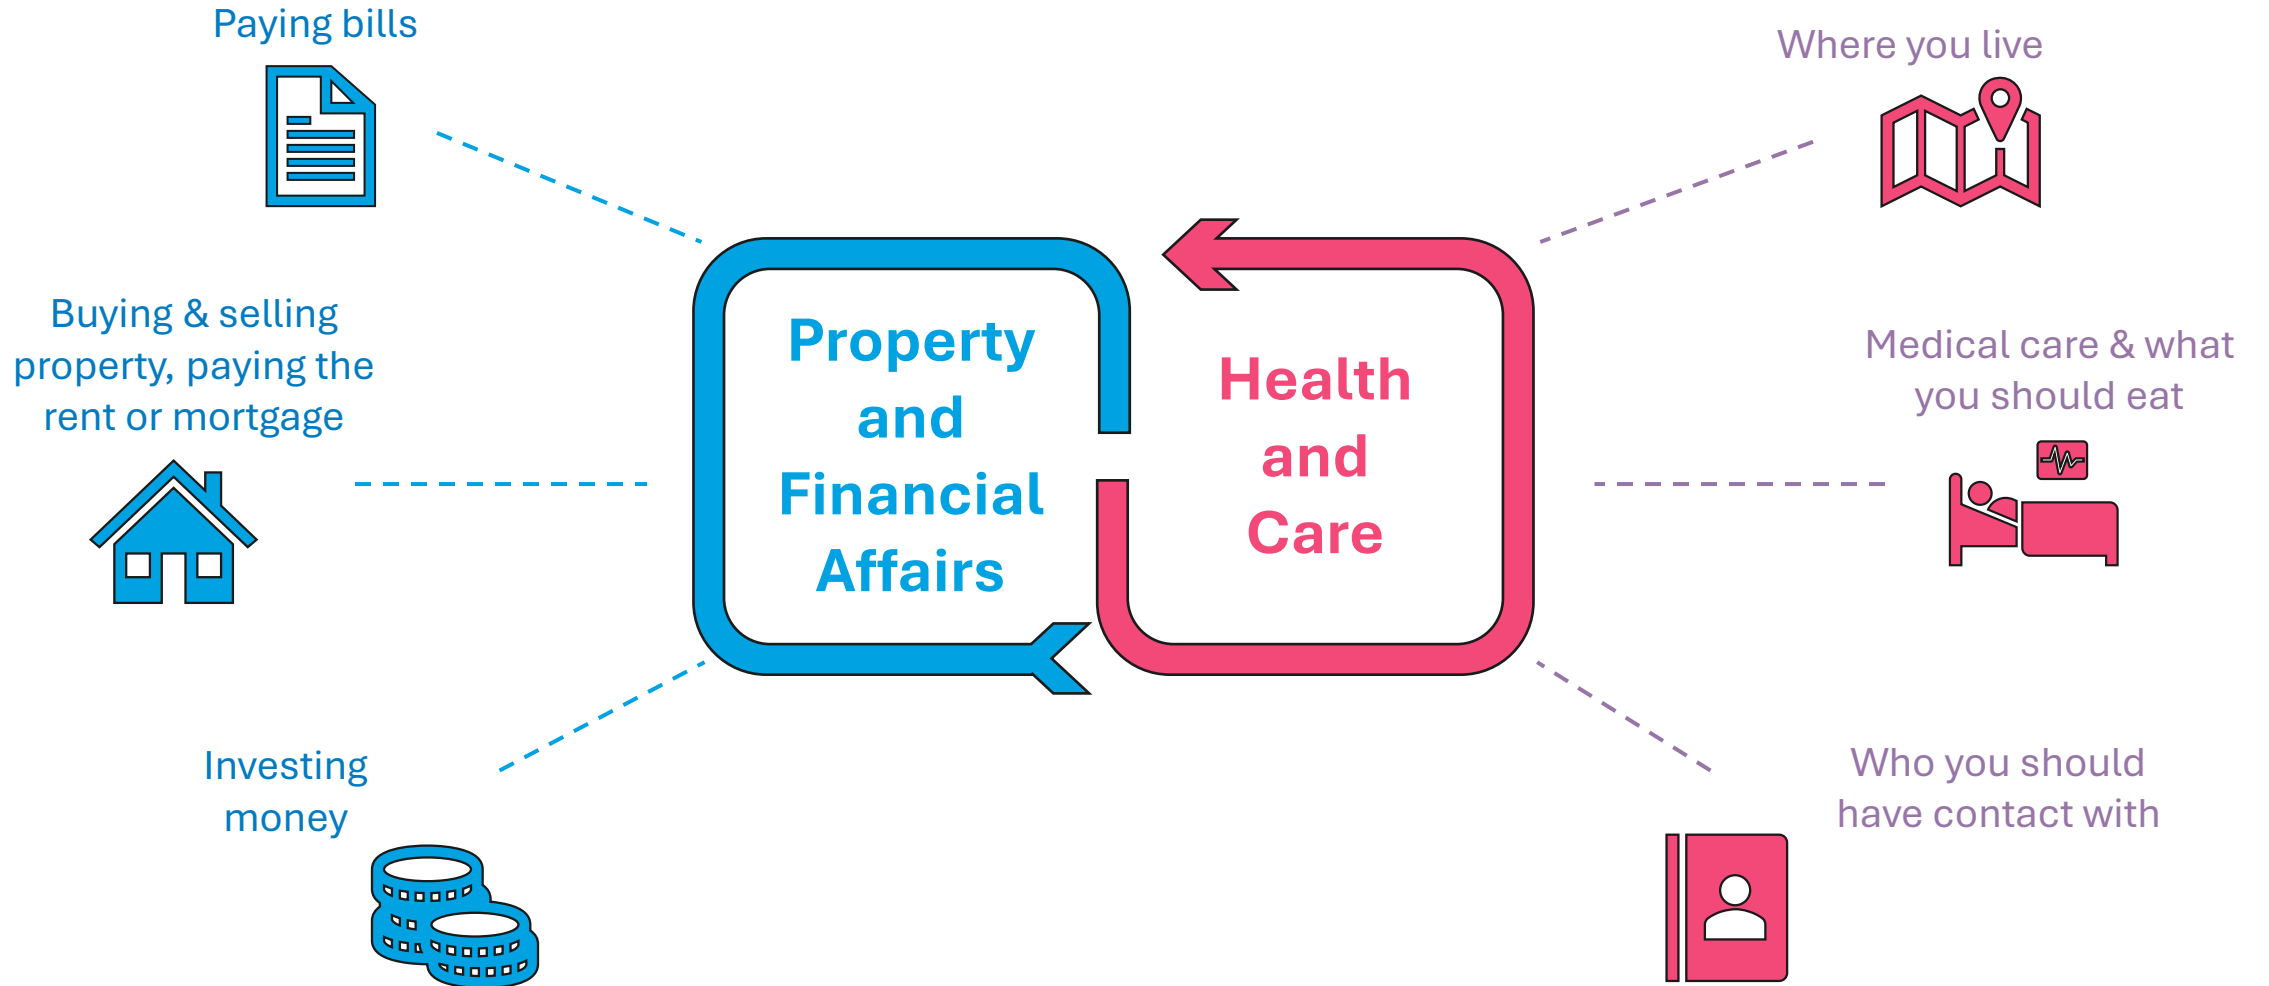 Paying bills
Buying & selling
property, paying the
rent or mortgage
Investing
money
Property
and
Financial
Affairs
Health
and
Care
Where you live
Medical care & what
you should eat
Who you should
have contact with